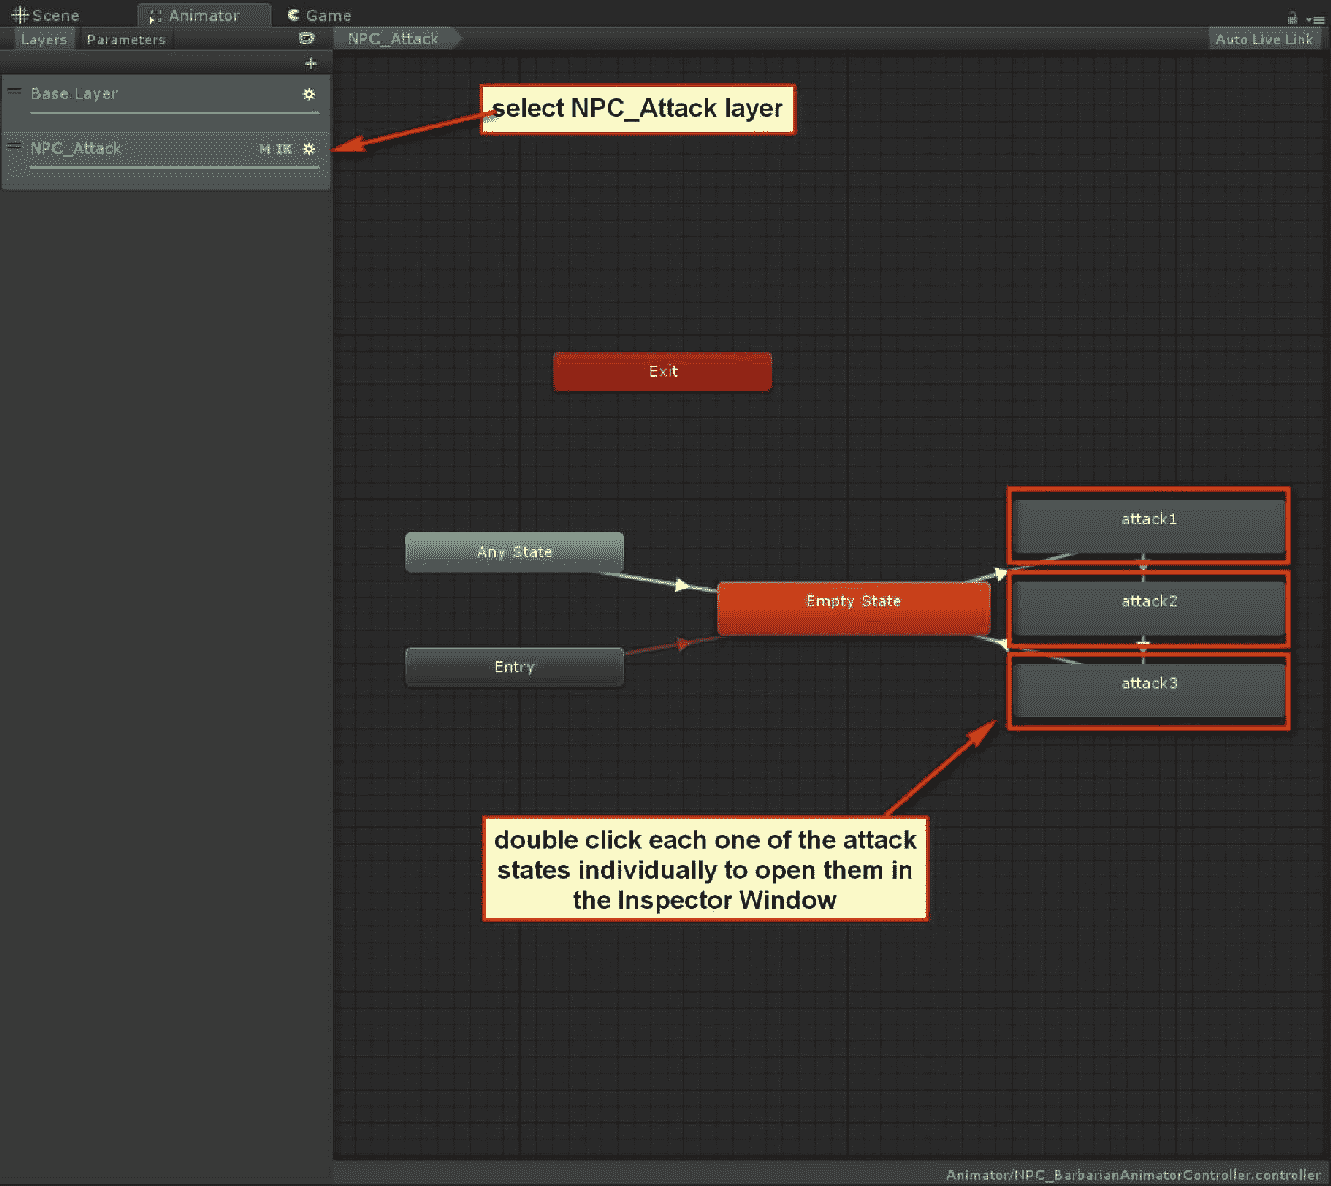 Scene Animator Game
Layers Parameters NPC_Attack Auto Live Link
Base Layer
NPC_Attack M IK
select NPC_Attack layer
Exit
Any State
Entry
Empty State
attack1
attack2
attack3
double click each one of the attack
states individually to open them in
the Inspector Window
Animator/NPC_BarbarianAnimatorController.controller